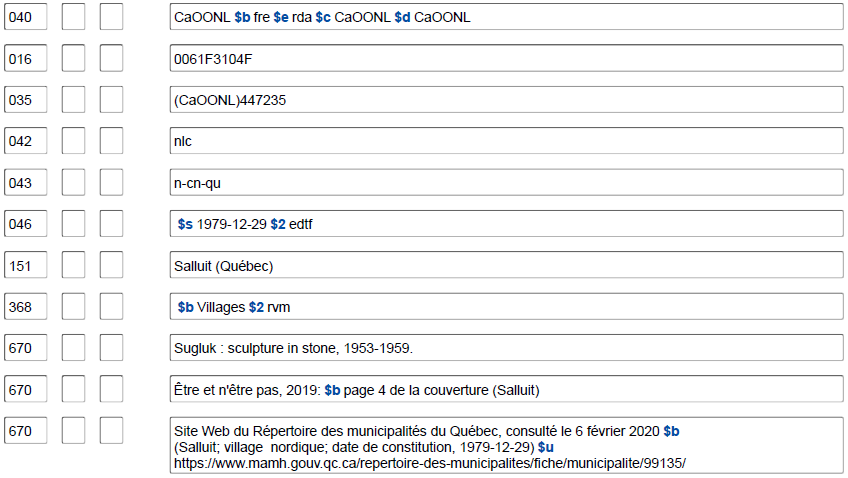 040 CaOONL $b fre $e rda $c CaOONL $d CaOONL
016 0061F3104F
035 (CaOONL)447235
042 nlc
043 n-cn-qu
046 $s 1979-12-29 $2 edtf
151 Salluit (Québec)
368 $b Villages $2 rvm
670 Sugluk : sculpture in stone, 1953-1959.
670 Être et n'être pas, 2019: $b page 4 de la couverture (Salluit)
670 Site Web du Répertoire des municipalités du Québec, consulté le 6 février 2020 $b
(Salluit; village nordique; date de constitution, 1979-12-29) $u
https://www.mamh.gouv.qc.ca/repertoire-des-municipalites/fiche/municipalite/99135/